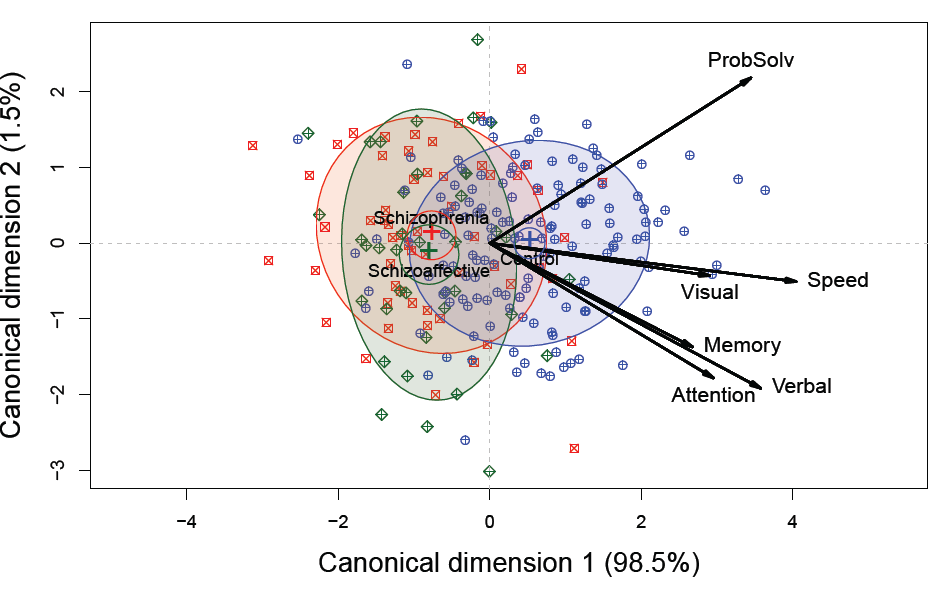 Canonical dimension 2 (1.5%)
2
1
0
−1
−2
−3
ProbSolv
Schizophrenia
Control
Schizoaffective
Speed
Visual
Memory
Verbal
Attention
−4
−2
0
2
4
Canonical dimension 1 (98.5%)